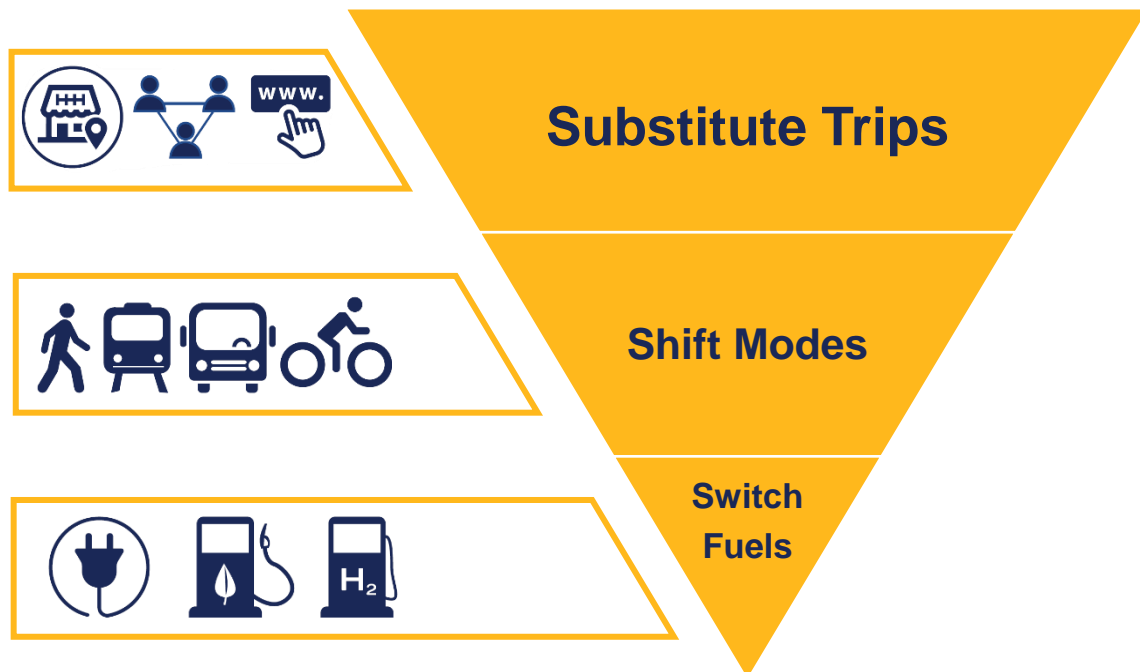 www.
Substitute Trips
Shift Modes
Switch
Fuels
H₂